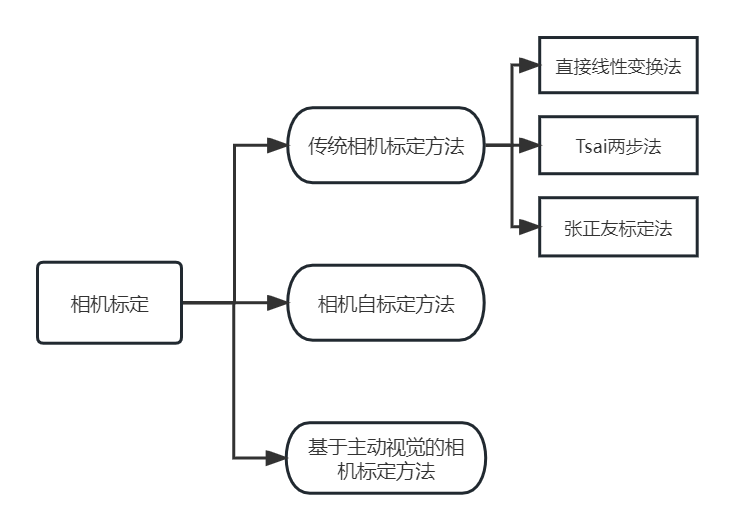 直接线性变换法
传统相机标定方法
Tsai两步法
张正友标定法
相机标定
相机自标定方法
基于主动视觉的相
机标定方法